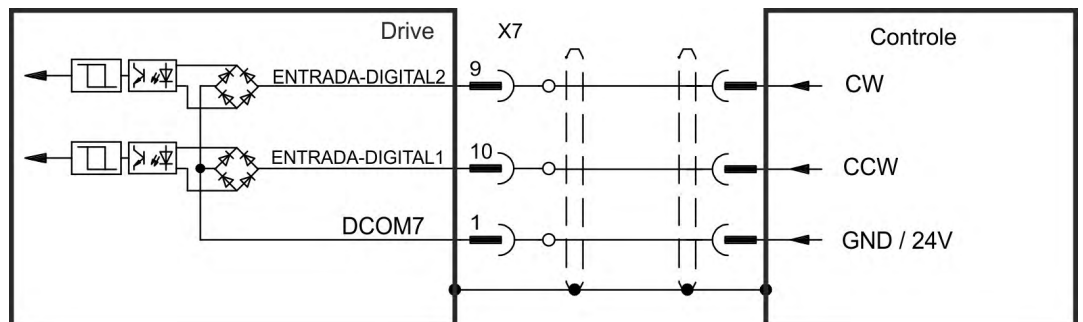 Drive
X7
Controle
ENTRADA-DIGITAL2
9
CW
ENTRADA-DIGITAL1
10
CCW
DCOM7
1
GND / 24V